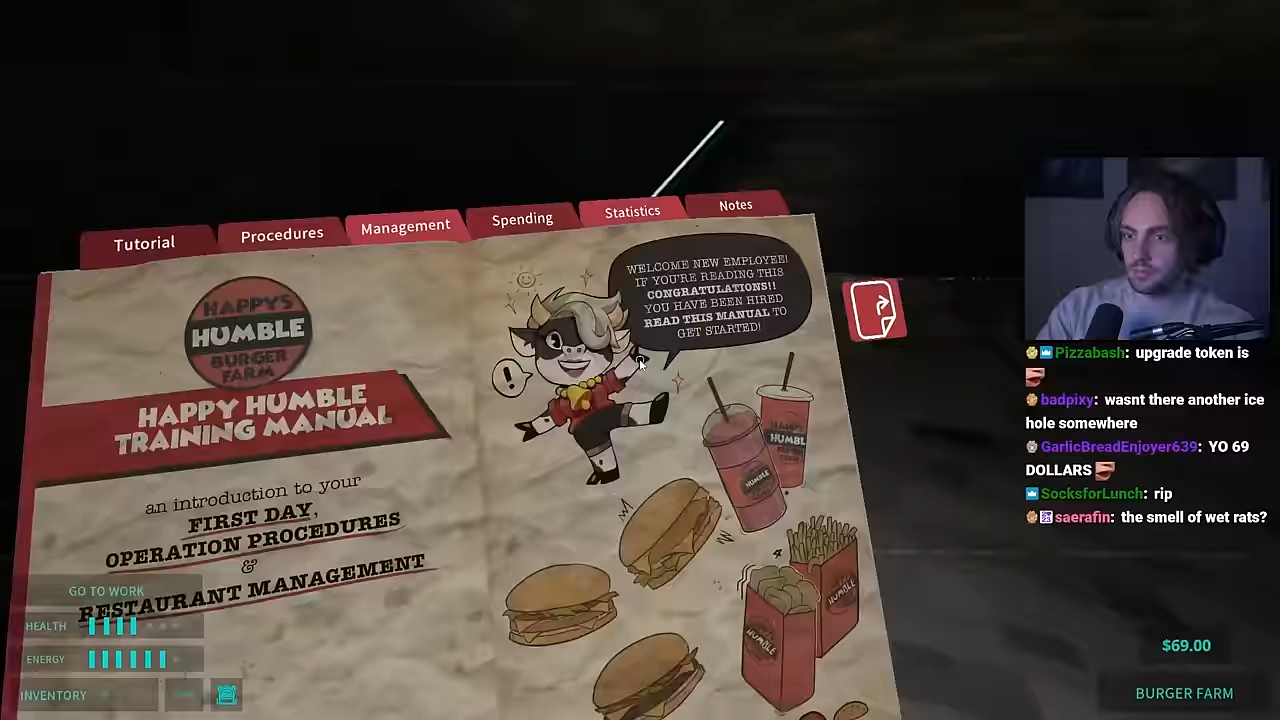 Tutorial
Procedures
Management
Spending
Statistics
Notes
HAPPYS
HUMBLE
BURGER
FARM
HAPPY HUMBLE
TRAINING MANUAL
an introduction to your
FIRST DAY,
OPERATION PROCEDURES
&
RESTAURANT MANAGEMENT
WELCOME NEW EMPLOYEE!
IF YOU'RE READING THIS
CONGRATULATIONS!!
YOU HAVE BEEN HIRED
READ THIS MANUAL TO
GET STARTED!
!
HUMBLE
HUMBLE
HUMBLE
GO TO WORK
HEALTH
ENERGY
INVENTORY
Pizzabash: upgrade token is
badpixy: wasnt there another ice
hole somewhere
GarlicBreadEnjoyer639: YO 69
DOLLARS
SocksforLunch: rip
saerafin: the smell of wet rats?
$69.00
BURGER FARM